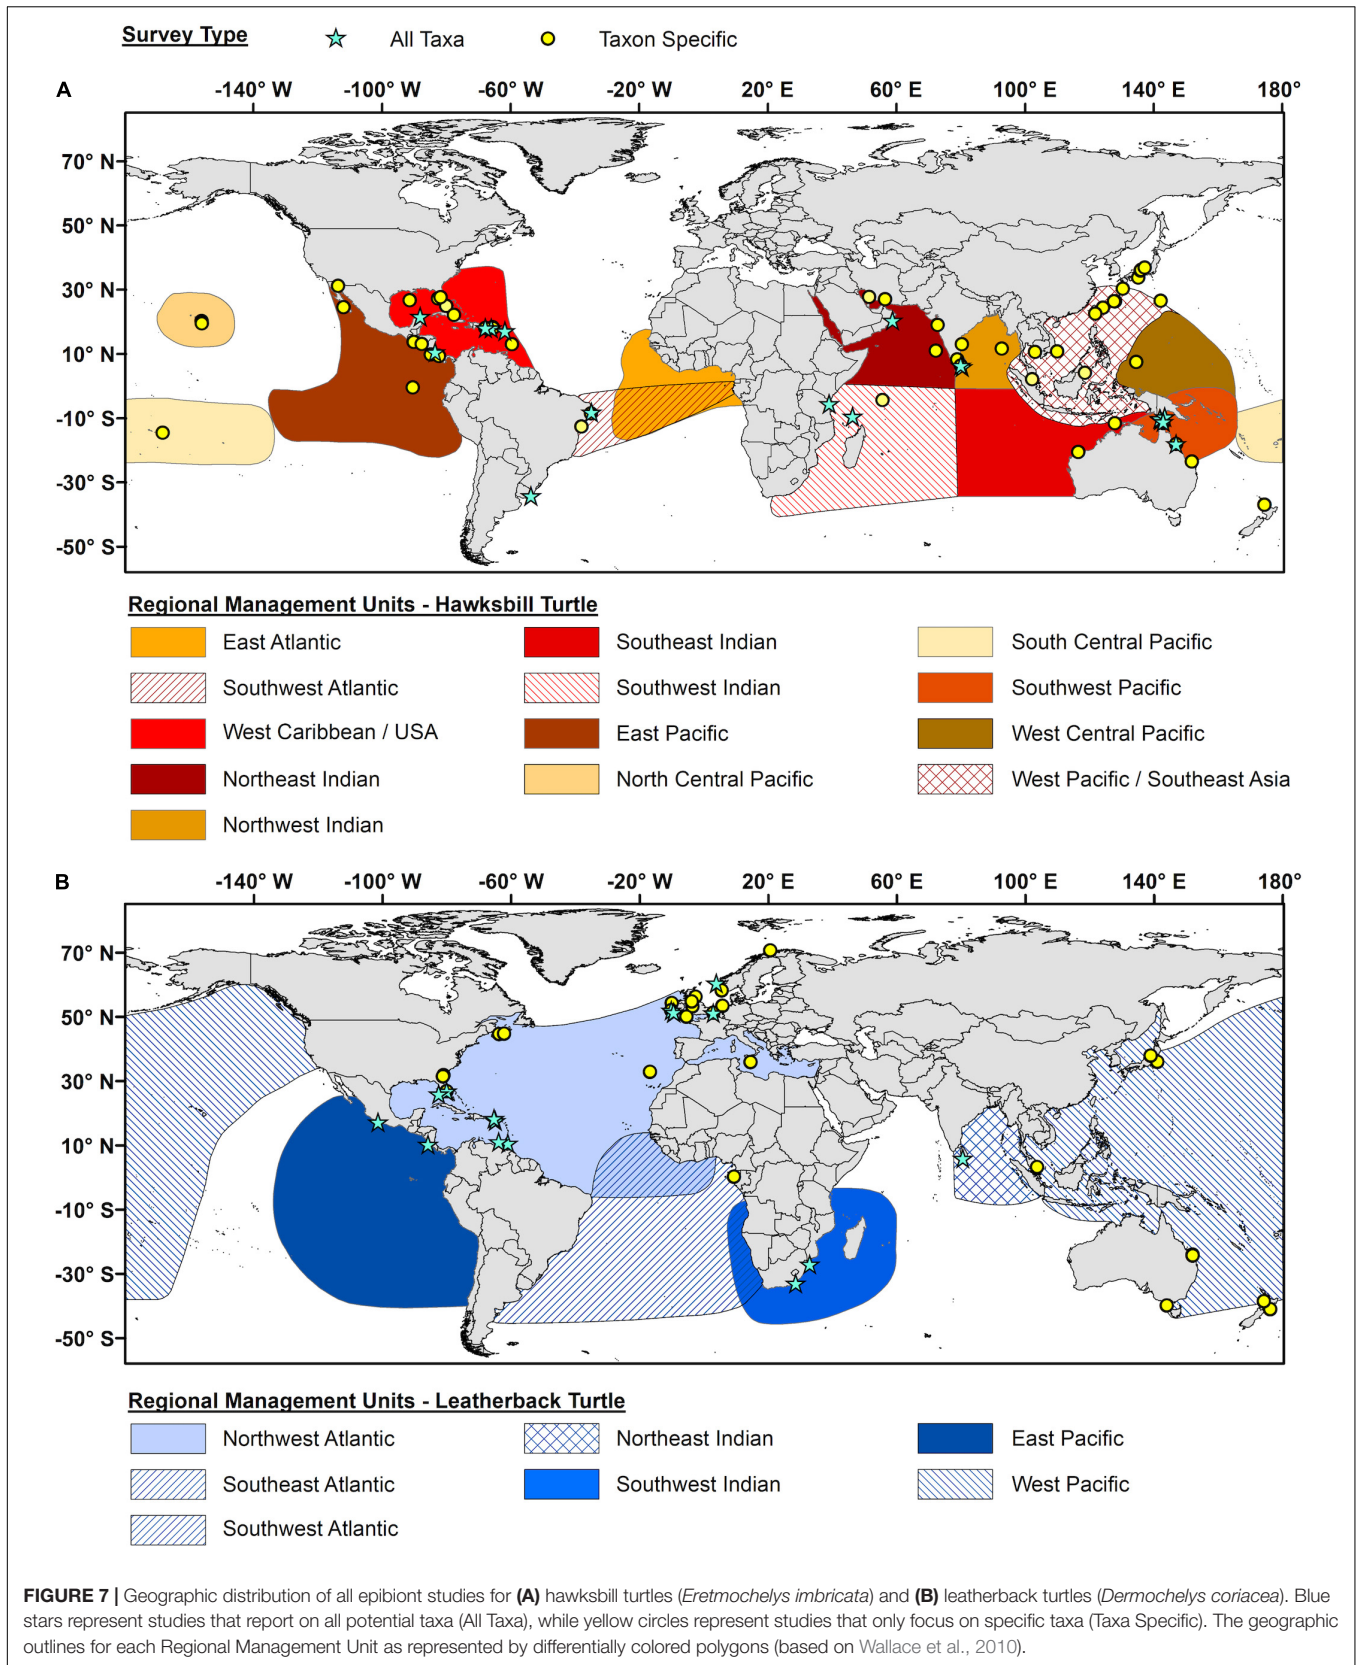 Survey Type All Taxa Taxon Specific
A
-140° W -100° W -60° W -20° W 20° E 60° E 100° E 140° E 180°
70° N
50° N
30° N
10° N
-10° S
-30° S
-50° S
Regional Management Units - Hawksbill Turtle
East Atlantic Southeast Indian South Central Pacific
Southwest Atlantic Southwest Indian Southwest Pacific
West Caribbean / USA East Pacific West Central Pacific
Northeast Indian North Central Pacific West Pacific / Southeast Asia
Northwest Indian
B
-140° W -100° W -60° W -20° W 20° E 60° E 100° E 140° E 180°
70° N
50° N
30° N
10° N
-10° S
-30° S
-50° S
Regional Management Units - Leatherback Turtle
Northwest Atlantic Northeast Indian East Pacific
Southeast Atlantic Southwest Indian West Pacific
Southwest Atlantic
FIGURE 7 | Geographic distribution of all epibiont studies for (A) hawksbill turtles (Eretmochelys imbricata) and (B) leatherback turtles (Dermochelys coriacea). Blue
stars represent studies that report on all potential taxa (All Taxa), while yellow circles represent studies that only focus on specific taxa (Taxa Specific). The geographic
outlines for each Regional Management Unit as represented by differentially colored polygons (based on Wallace et al., 2010).